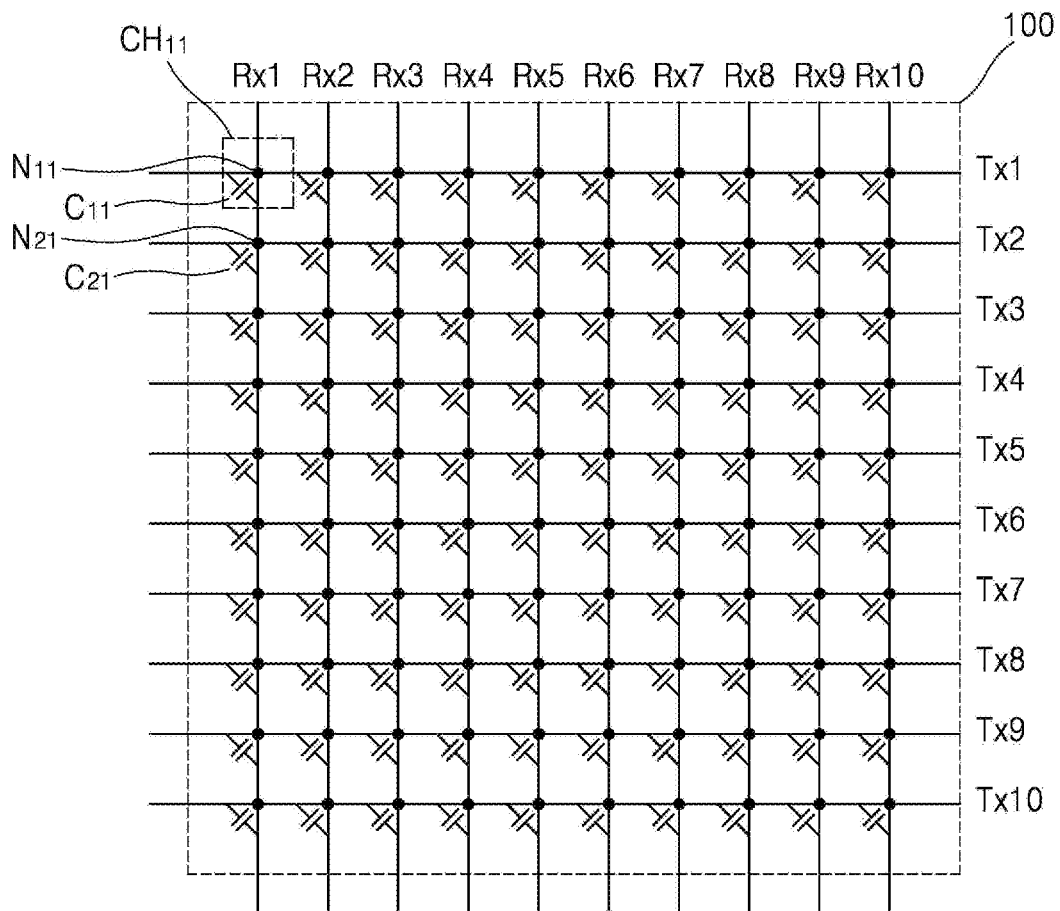 100
CH11
Rx1 Rx2 Rx3 Rx4 Rx5 Rx6 Rx7 Rx8 Rx9 Rx10
N11
Tx1
C11
N21
Tx2
C21
Tx3
Tx4
Tx5
Tx6
Tx7
Tx8
Tx9
Tx10